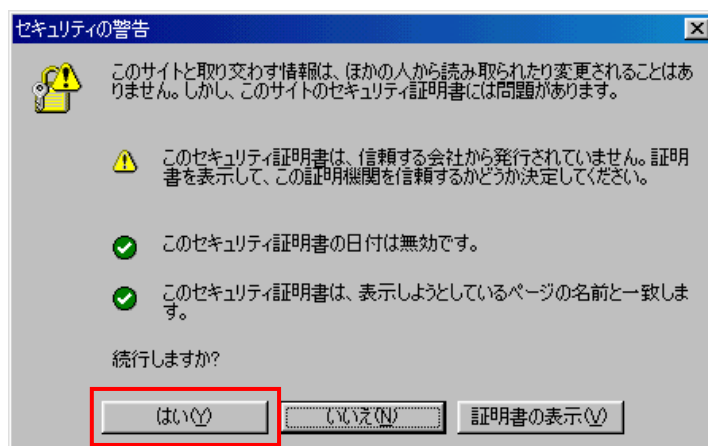 セキュリティの警告
このサイトと取り交わす情報は、ほかの人から読み取られたり変更されることはあ
りません。しかし、このサイトのセキュリティ証明書には問題があります。
このセキュリティ証明書は、信頼する会社から発行されていません。証明
書を表示して、この証明機関を信頼するかどうか決定してください。
このセキュリティ証明書の日付は無効です。
このセキュリティ証明書は、表示しようとしているページの名前と一致しま
す。
続行しますか?
はい(Y) いいえ(N) 証明書の表示(V)